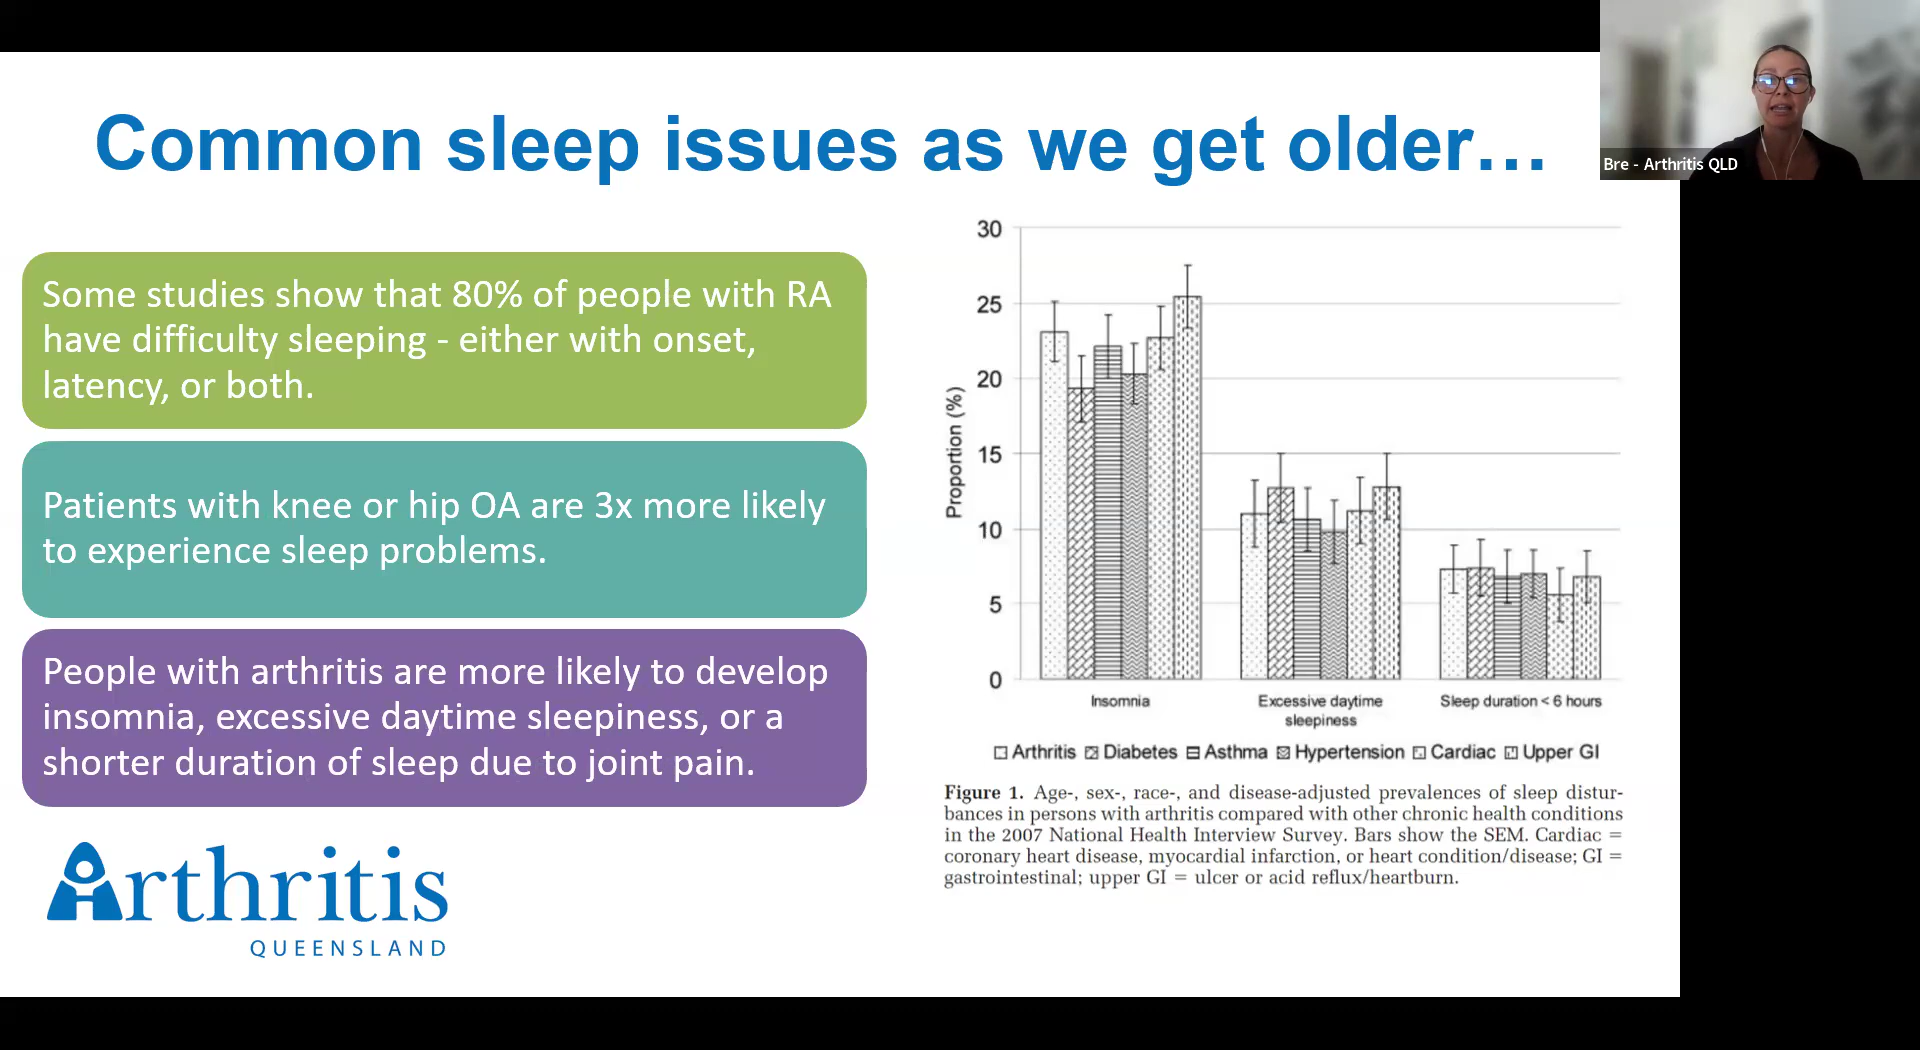 Common sleep issues as we get older...
Bre - Arthritis QLD
Some studies show that 80% of people with RA
have difficulty sleeping - either with onset,
latency, or both.
Patients with knee or hip OA are 3x more likely
to experience sleep problems.
People with arthritis are more likely to develop
insomnia, excessive daytime sleepiness, or a
shorter duration of sleep due to joint pain.
Arthritis
QUEENSLAND
30
25
20
15
10
5
0
Proportion (%)
Insomnia
Excessive daytime
sleepiness
Sleep duration < 6 hours
Arthritis Diabetes Asthma Hypertension Cardiac Upper GI
Figure 1. Age-, sex-, race-, and disease-adjusted prevalences of sleep distur-
bances in persons with arthritis compared with other chronic health conditions
in the 2007 National Health Interview Survey. Bars show the SEM. Cardiac =
coronary heart disease, myocardial infarction, or heart condition/disease; GI =
gastrointestinal; upper GI = ulcer or acid reflux/heartburn.